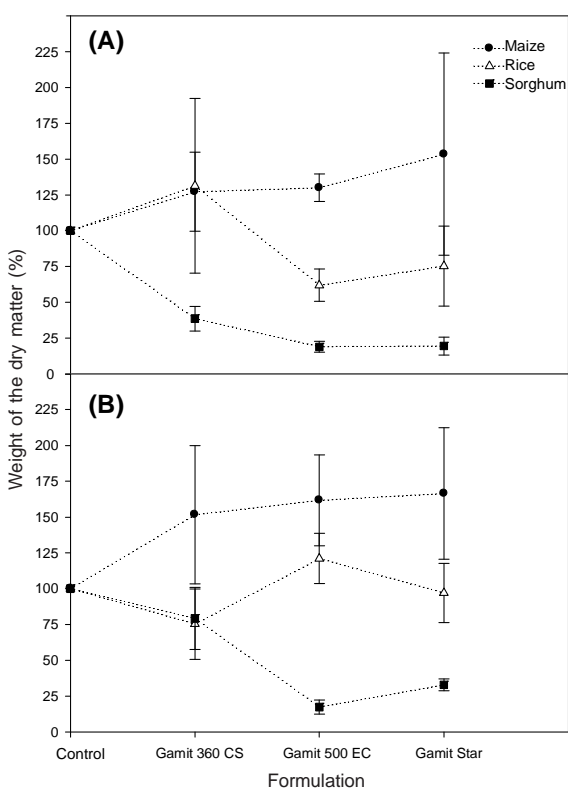 (A)
Maize
Rice
Sorghum
225
200
175
150
125
100
75
50
25
0
(B)
225
200
175
150
125
100
75
50
25
0
Weight of the dry matter (%)
Control Gamit 360 CS Gamit 500 EC Gamit Star
Formulation